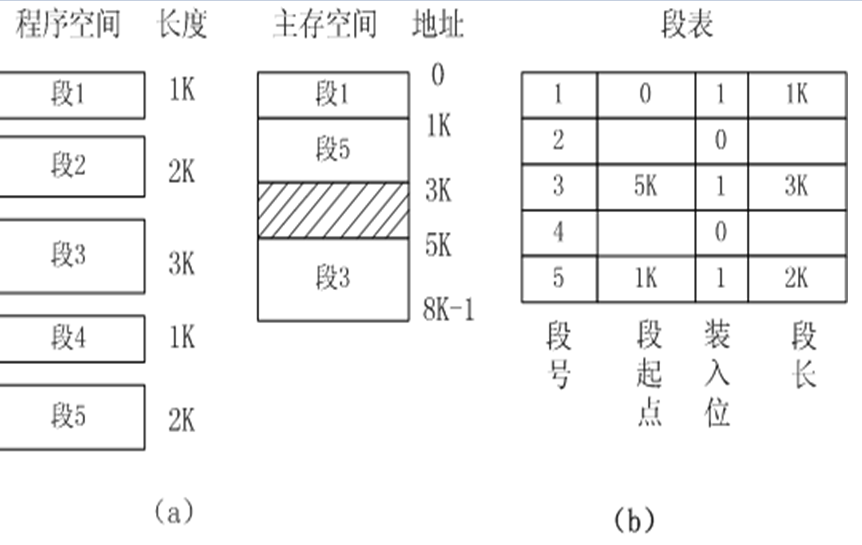 程序空间 长度
段1 1K
段2 2K
段3 3K
段4 1K
段5 2K
(a)
主存空间 地址
0
段1
1K
段5
3K
5K
段3
8K-1
段表
1 0 1 1K
2 0
3 5K 1 3K
4 0
5 1K 1 2K
段号 段起点 装入位 段长
(b)